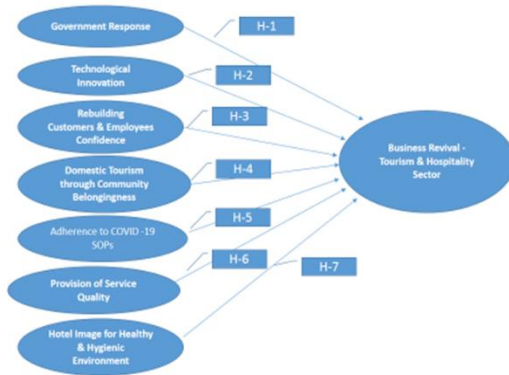 Government Response
H-1
Technological
Innovation
H-2
Rebuilding
Customers & Employees
Confidence
H-3
Domestic Tourism
through Community
Belongingness
H-4
Adherence to COVID -19
SOPs
H-5
Provision of Service
Quality
H-6
Hotel Image for Healthy
& Hygienic
Environment
H-7
Business Revival -
Tourism & Hospitality
Sector